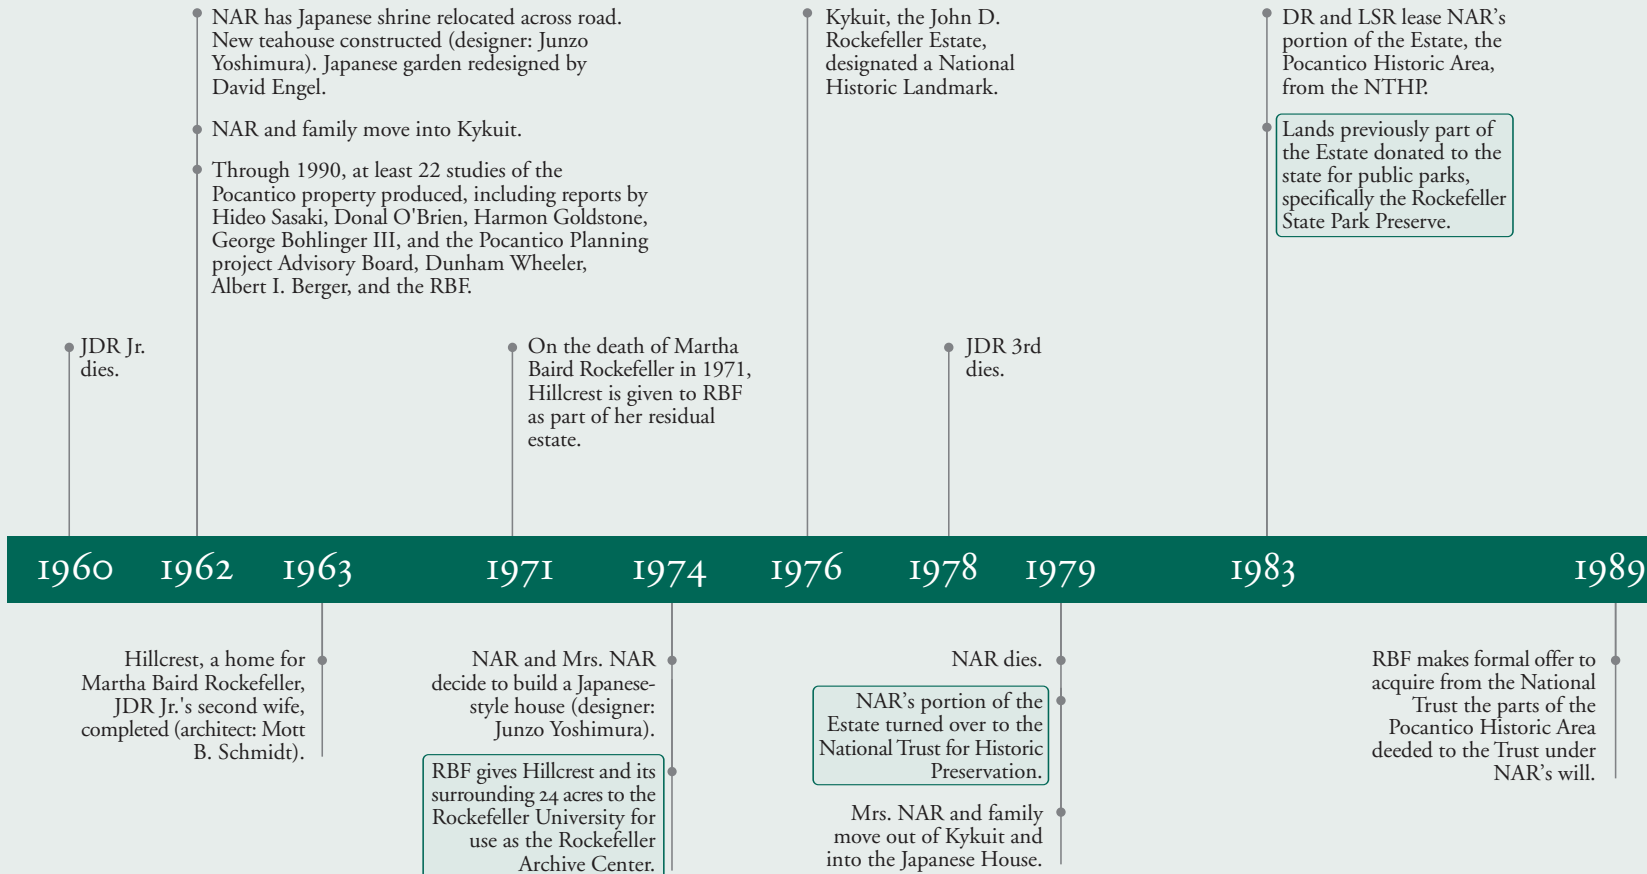 NAR has Japanese shrine relocated across road.
New teahouse constructed (designer: Junzo
Yoshimura). Japanese garden redesigned by
David Engel.
NAR and family move into Kykuit.
Through 1990, at least 22 studies of the
Pocantico property produced, including reports by
Hideo Sasaki, Donal O'Brien, Harmon Goldstone,
George Bohlinger III, and the Pocantico Planning
project Advisory Board, Dunham Wheeler,
Albert I. Berger, and the RBF.
Kykuit, the John D.
Rockefeller Estate,
designated a National
Historic Landmark.
DR and LSR lease NAR’s
portion of the Estate, the
Pocantico Historic Area,
from the NTHP.
Lands previously part of
the Estate donated to the
state for public parks,
specifically the Rockefeller
State Park Preserve.
JDR Jr.
dies.
On the death of Martha
Baird Rockefeller in 1971,
Hillcrest is given to RBF
as part of her residual
estate.
JDR 3rd
dies.
1960 1962 1963 1971 1974 1976 1978 1979 1983 1989
Hillcrest, a home for
Martha Baird Rockefeller,
JDR Jr.'s second wife,
completed (architect: Mott
B. Schmidt).
NAR and Mrs. NAR
decide to build a Japanese-
style house (designer:
Junzo Yoshimura).
RBF gives Hillcrest and its
surrounding 24 acres to the
Rockefeller University for
use as the Rockefeller
Archive Center.
NAR dies.
NAR’s portion of the
Estate turned over to the
National Trust for Historic
Preservation.
Mrs. NAR and family
move out of Kykuit and
into the Japanese House.
RBF makes formal offer to
acquire from the National
Trust the parts of the
Pocantico Historic Area
deeded to the Trust under
NAR’s will.